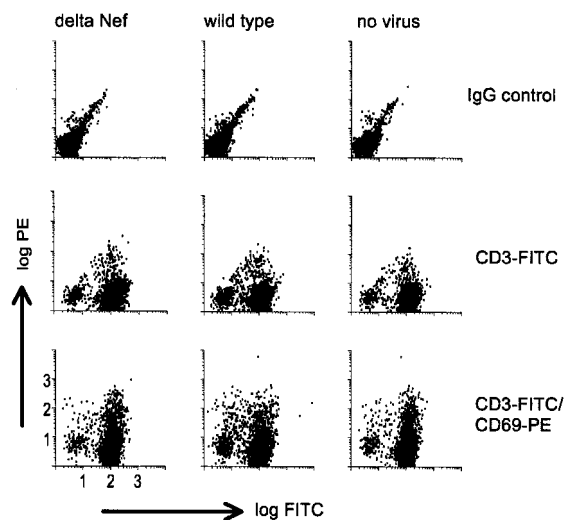 delta Nef
wild type
no virus
IgG control
CD3-FITC
log PE
3
2
1
CD3-FITC/
CD69-PE
1 2 3
log FITC